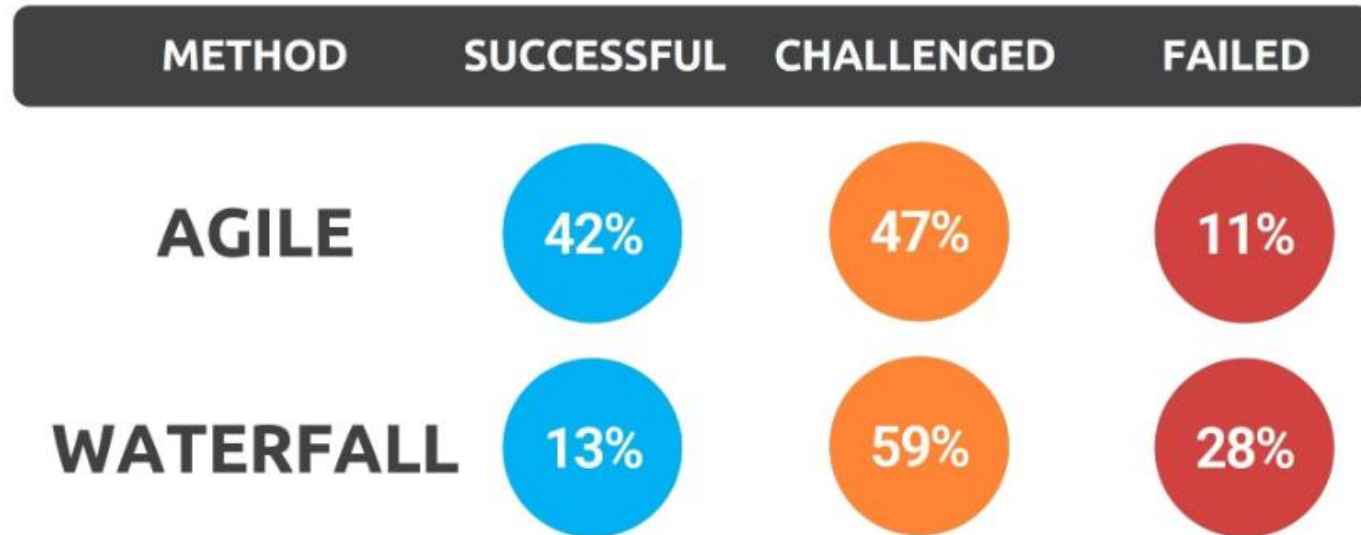 METHOD SUCCESSFUL CHALLENGED FAILED
AGILE 42% 47% 11%
WATERFALL 13% 59% 28%